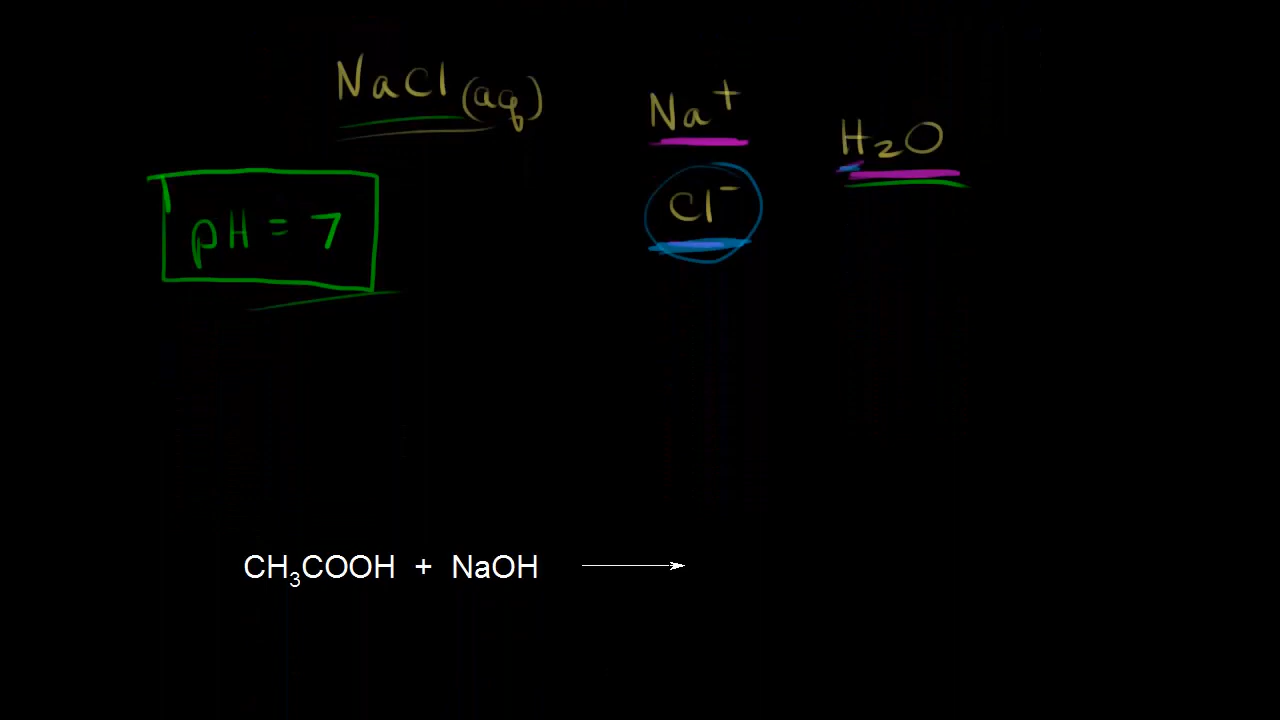 NaCl(aq)
Na⁺
H₂O
Cl⁻
pH = 7
CH₃COOH + NaOH ⟶